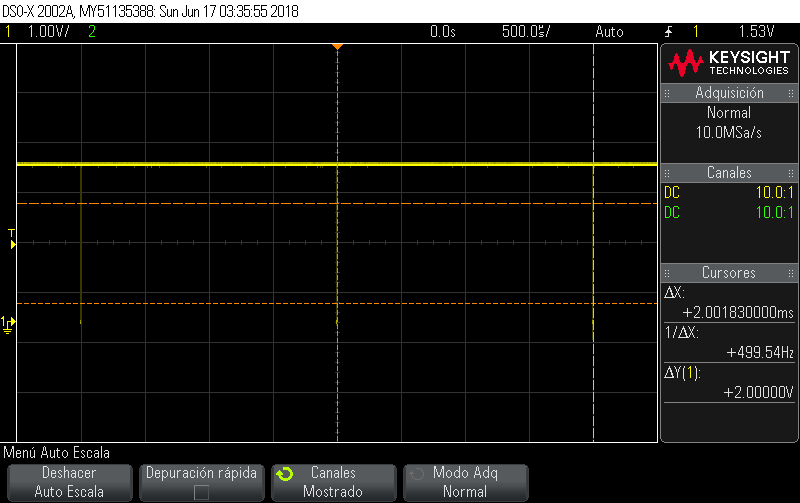 DSO-X 2002A, MY51135388: Sun Jun 17 03:35:55 2018
1 1.00V/ 2 0.0s 500.0us/ Auto 1 1.53V
KEYSIGHT
TECHNOLOGIES
Adquisición
Normal
10.0MSa/s
Canales
DC 10.0:1
DC 10.0:1
Cursores
ΔX:
+2.001830000ms
1/ΔX:
+499.54Hz
ΔY(1):
+2.00000V
T
1
Menú Auto Escala
Deshacer
Auto Escala
Depuración rápida
Canales
Mostrado
Modo Adq
Normal